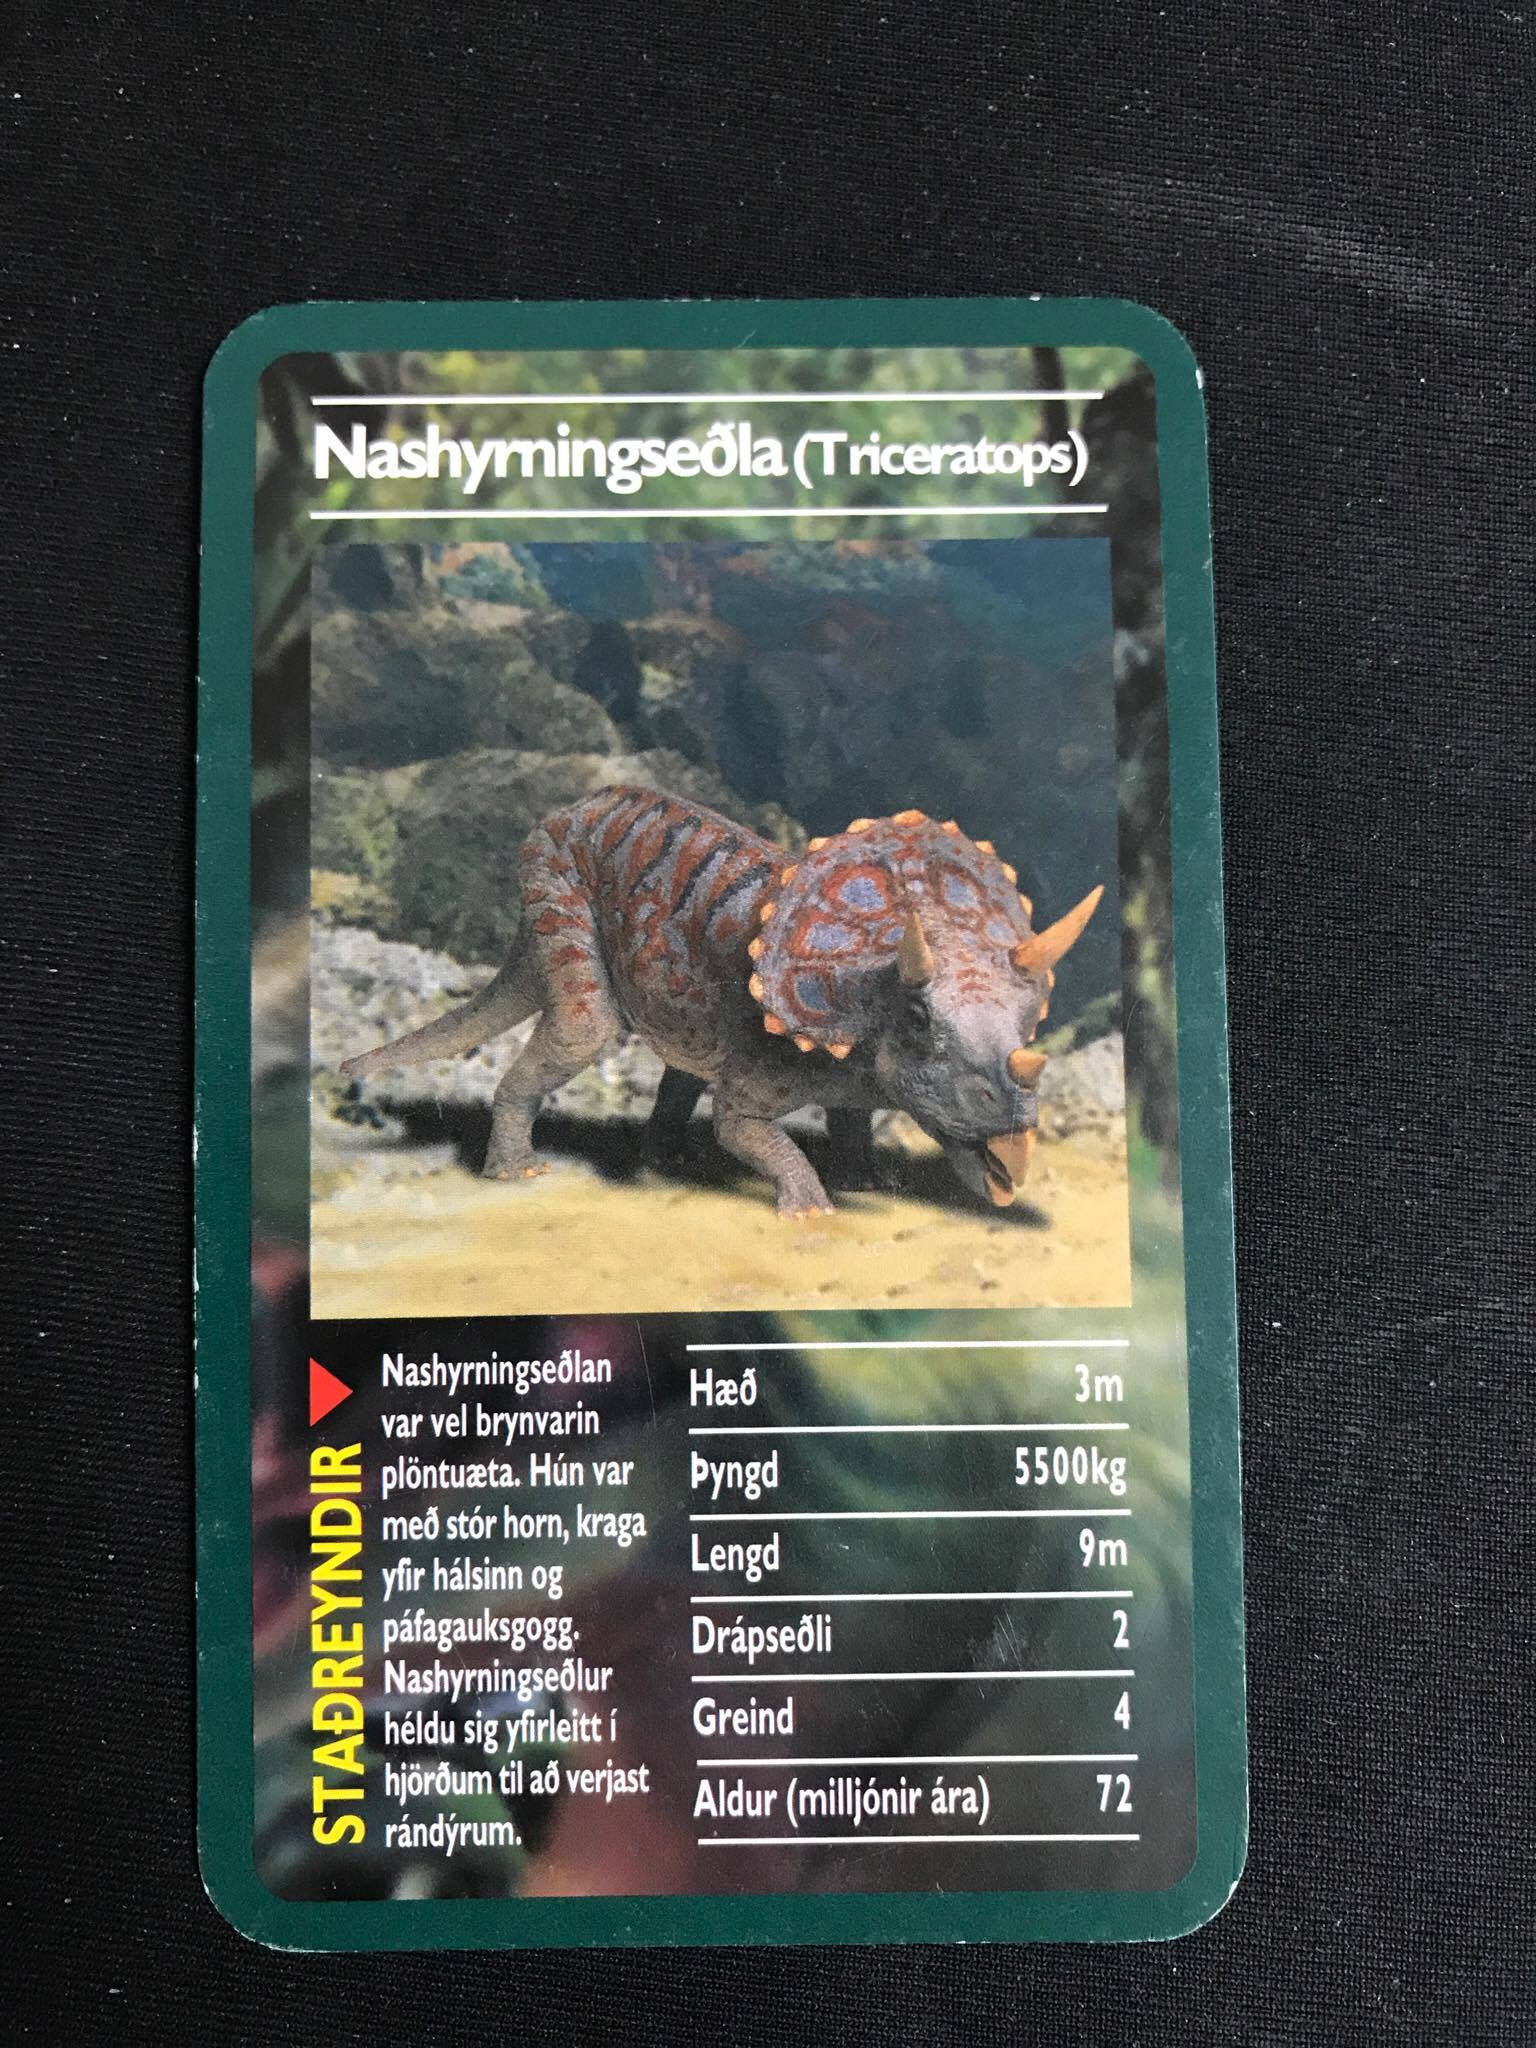 Nashyrningseðla (Triceratops)
STAÐREYNDIR
Nashyrningseðlan
var vel brynvarin
plöntuæta. Hún var
með stór horn, kraga
yfir hálsinn og
páfagauksgogg.
Nashyrningseðlur
héldu sig yfirleitt í
hjörðum til að verjast
rándýrum.
Hæð 3m
Þyngd 5500kg
Lengd 9m
Drápseðli 2
Greind 4
Aldur (milljónir ára) 72